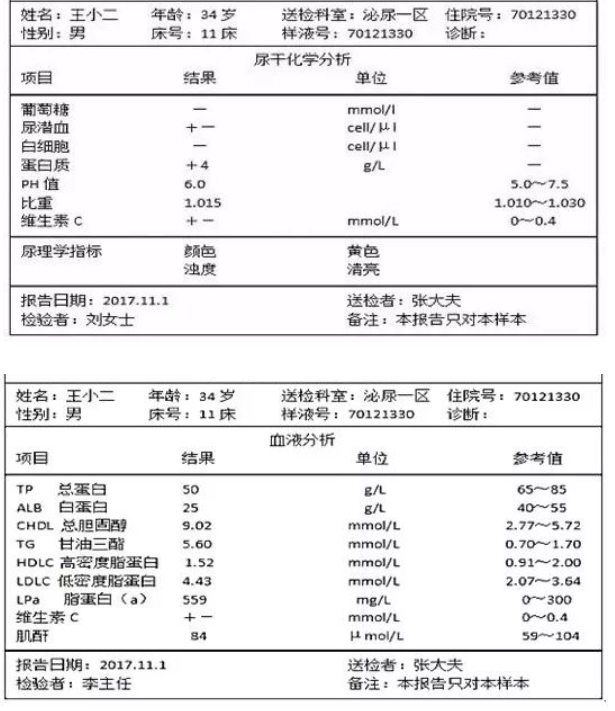 姓名：王小二 年龄：34岁 送检科室：泌尿一区 住院号：70121330
性别：男 床号：11床 样液号：70121330 诊断：
尿干化学分析
项目 结果 单位 参考值
葡萄糖 — mmol/l —
尿潜血 +— cell/μl —
白细胞 — cell/μl —
蛋白质 +4 g/L —
PH值 6.0 5.0～7.5
比重 1.015 1.010～1.030
维生素C +— mmol/L 0～0.4
尿理学指标 颜色 黄色
浊度 清亮
报告日期：2017.11.1 送检者：张大夫
检验者：刘女士 备注：本报告只对本样本
姓名：王小二 年龄：34岁 送检科室：泌尿一区 住院号：70121330
性别：男 床号：11床 样液号：70121330 诊断：
血液分析
项目 结果 单位 参考值
TP 总蛋白 50 g/L 65～85
ALB 白蛋白 25 g/L 40～55
CHDL 总胆固醇 9.02 mmol/L 2.77～5.72
TG 甘油三酯 5.60 mmol/L 0.70～1.70
HDLC 高密度脂蛋白 1.52 mmol/L 0.91～2.00
LDLC 低密度脂蛋白 4.43 mmol/L 2.07～3.64
LPa 脂蛋白（a） 559 mg/L 0～300
维生素C +— mmol/L 0～0.4
肌酐 84 μmol/L 59～104
报告日期：2017.11.1 送检者：张大夫
检验者：李主任 备注：本报告只对本样本